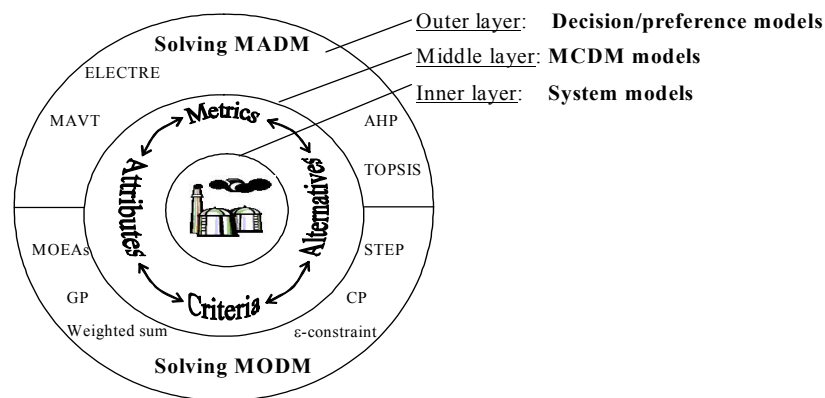 Outer layer: Decision/preference models
Middle layer: MCDM models
Inner layer: System models
Solving MADM
ELECTRE
MAVT
AHP
TOPSIS
Metrics
Attributes
Alternatives
Criteria
MOEAs
STEP
GP
CP
Weighted sum
ε-constraint
Solving MODM